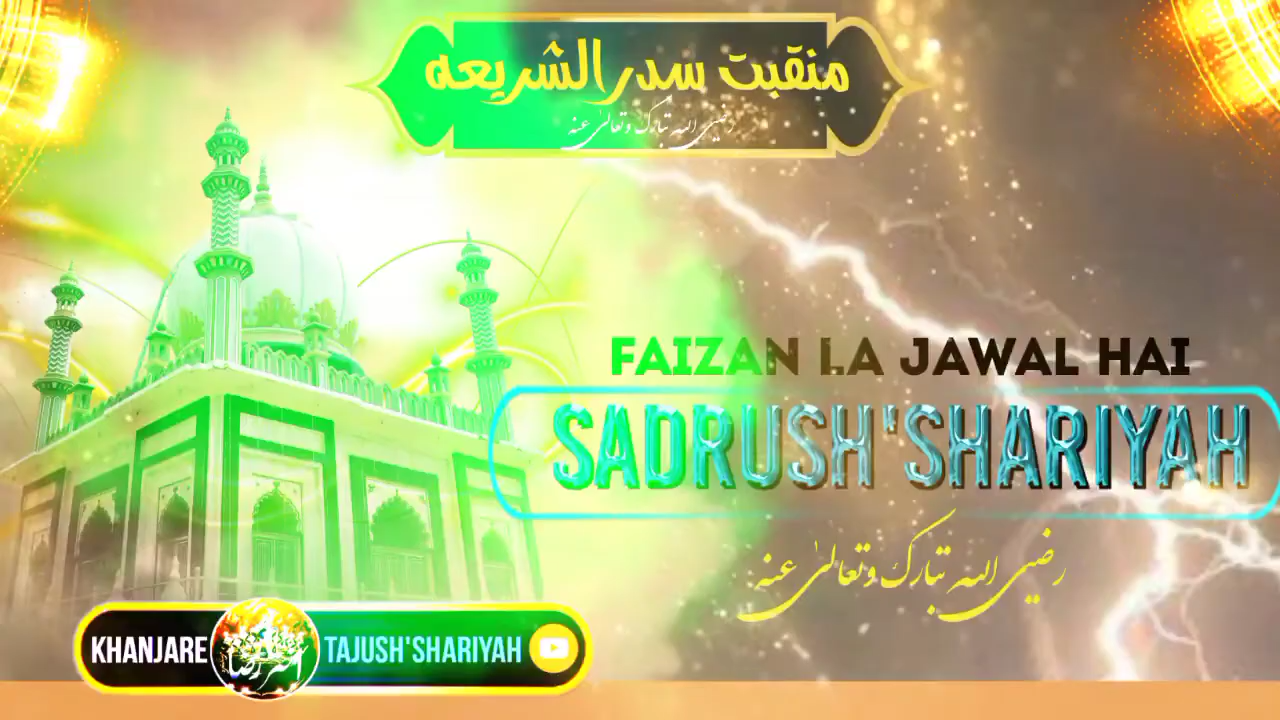 منقبت سدر الشریعہ
رضی اللہ تبارک وتعالیٰ عنہ
FAIZAN LA JAWAL HAI
SADRUSH'SHARIYAH
رضی اللہ تبارک وتعالیٰ عنہ
KHANJARE TAJUSH'SHARIYAH